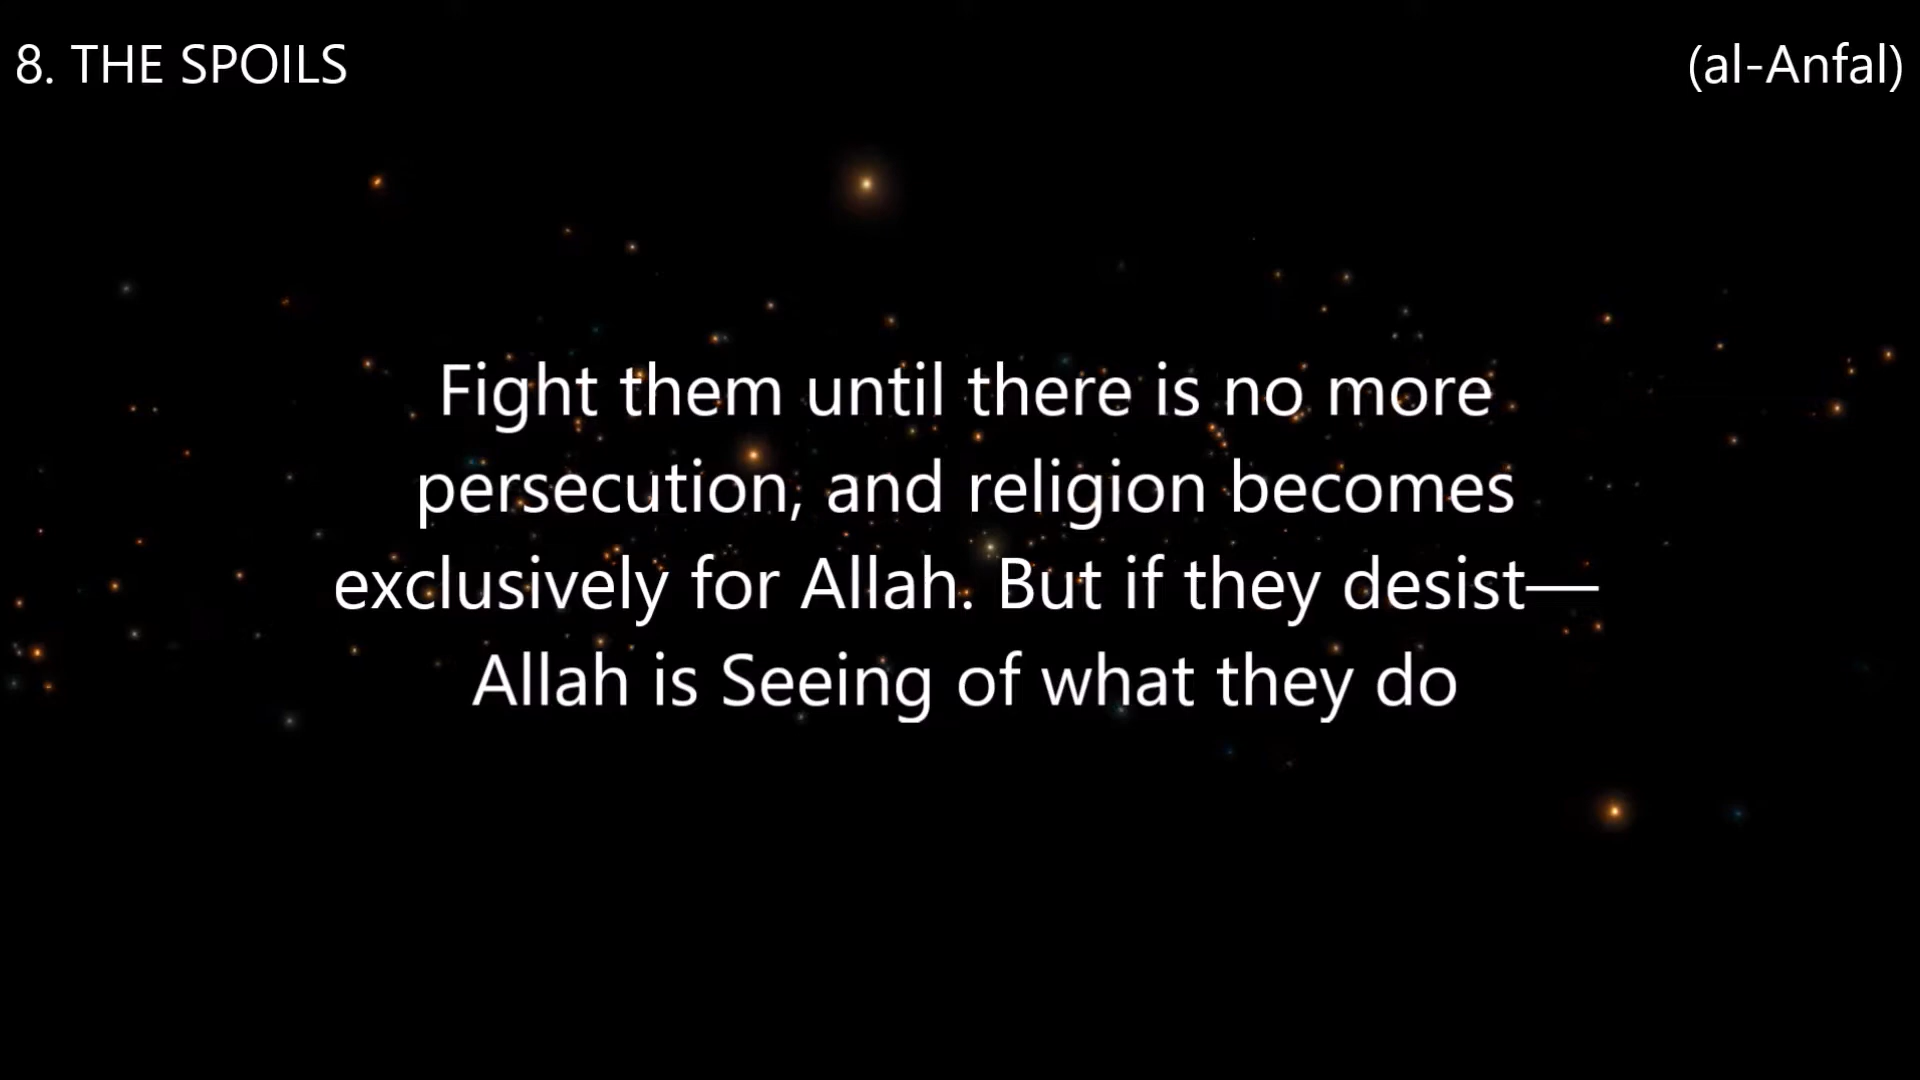 8. THE SPOILS
(al-Anfal)
Fight them until there is no more
persecution, and religion becomes
exclusively for Allah. But if they desist—
Allah is Seeing of what they do